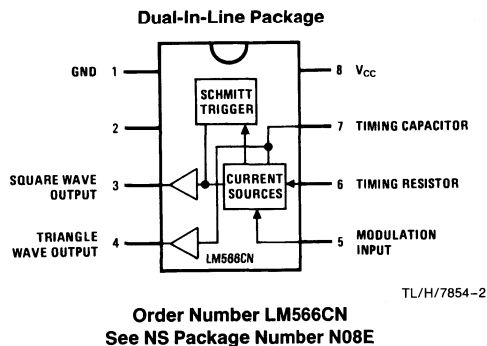 Dual-In-Line Package
GND 1
8 VCC
SCHMITT
TRIGGER
2
7 TIMING CAPACITOR
SQUARE WAVE
OUTPUT
3
CURRENT
SOURCES
6 TIMING RESISTOR
TRIANGLE
WAVE OUTPUT
4
5 MODULATION
INPUT
LM566CN
TL/H/7854-2
Order Number LM566CN
See NS Package Number N08E